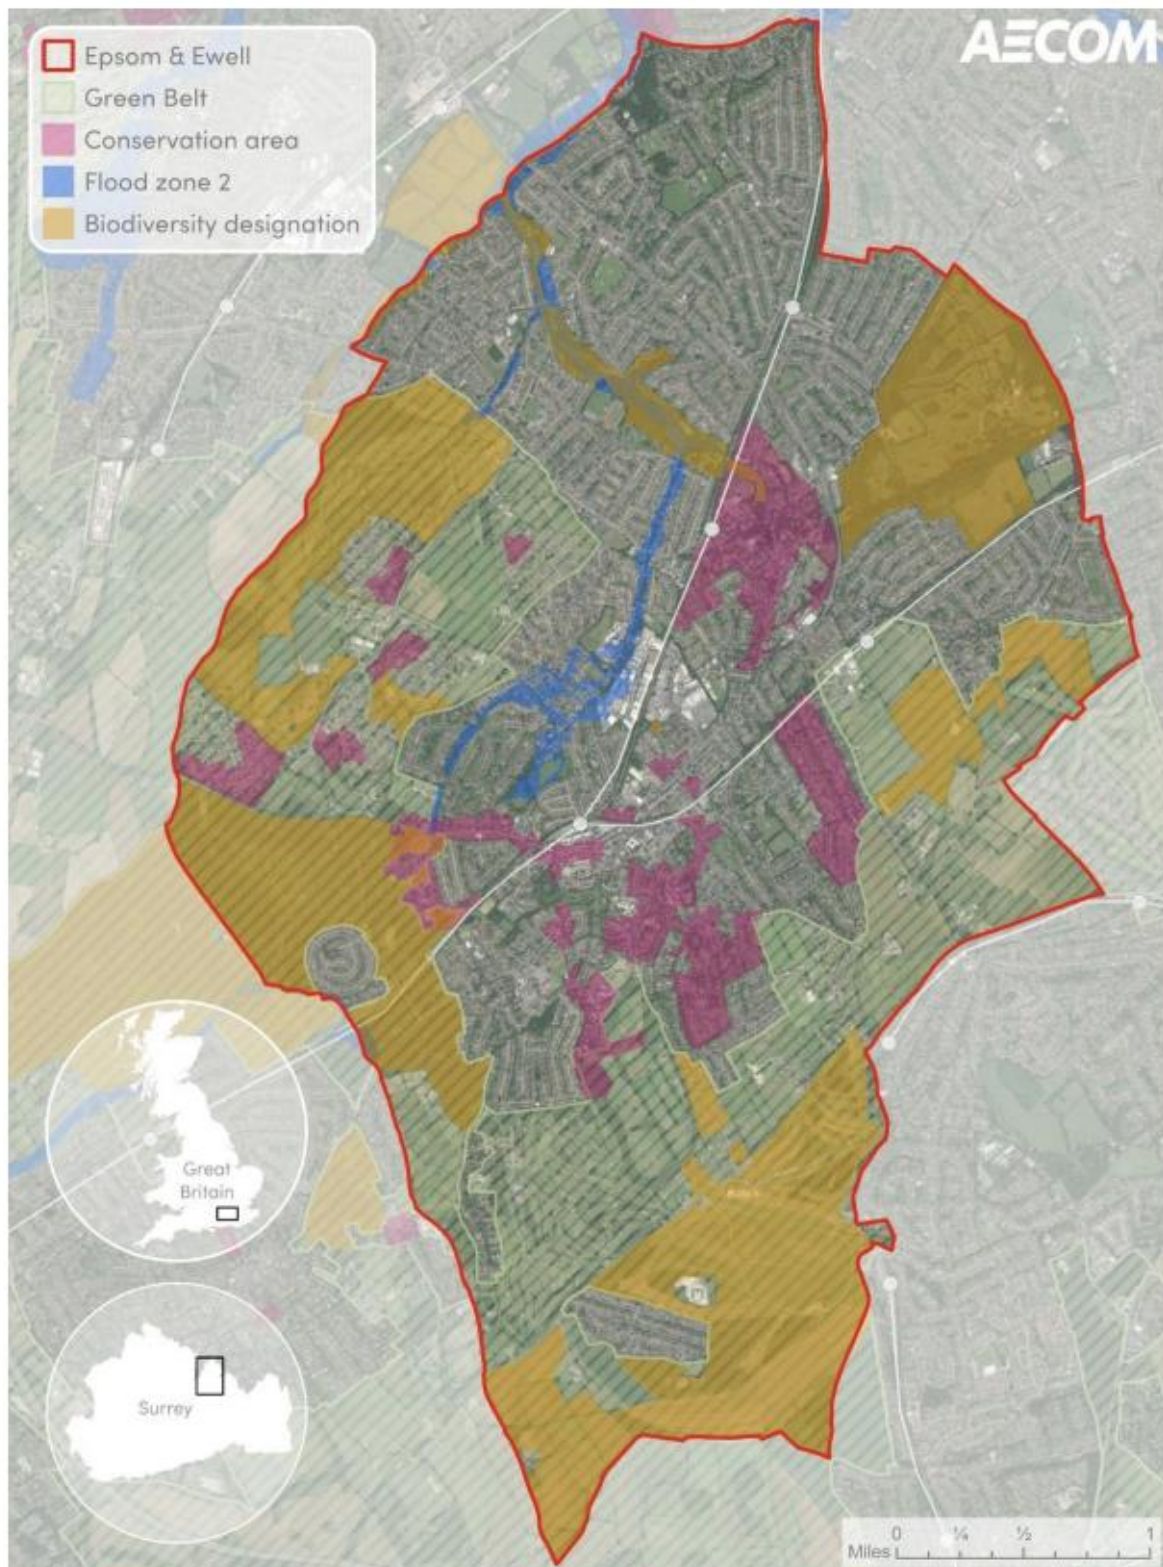 AECOM
Epsom & Ewell
Green Belt
Conservation area
Flood zone 2
Biodiversity designation
Great
Britain
Surrey
0 ¼ ½ 1
Miles